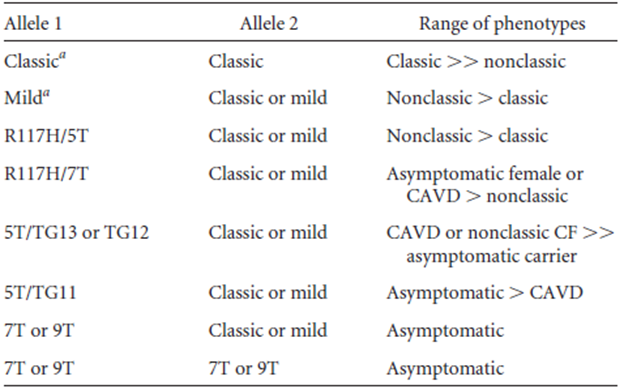 Allele 1 Allele 2 Range of phenotypes
Classicᵃ Classic Classic >> nonclassic
Mildᵃ Classic or mild Nonclassic > classic
R117H/5T Classic or mild Nonclassic > classic
R117H/7T Classic or mild Asymptomatic female or
CAVD > nonclassic
5T/TG13 or TG12 Classic or mild CAVD or nonclassic CF >>
asymptomatic carrier
5T/TG11 Classic or mild Asymptomatic > CAVD
7T or 9T Classic or mild Asymptomatic
7T or 9T 7T or 9T Asymptomatic